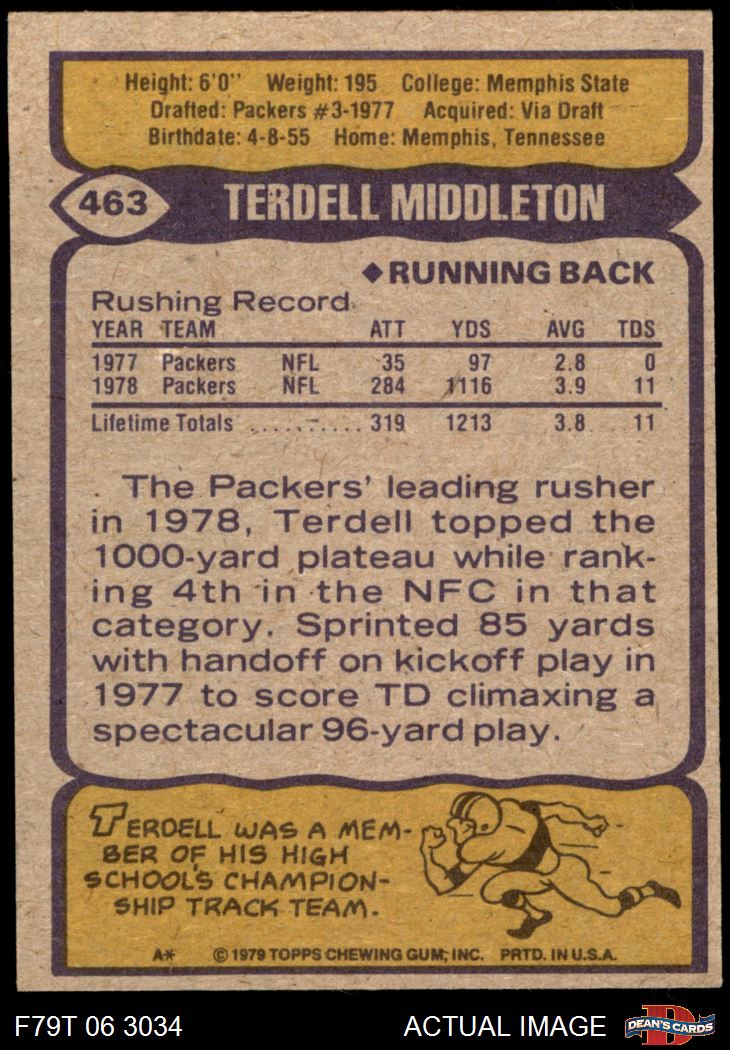 Height: 6'0" Weight: 195 College: Memphis State
Drafted: Packers #3-1977 Acquired: Via Draft
Birthdate: 4-8-55 Home: Memphis, Tennessee
463 TERDELL MIDDLETON
◆RUNNING BACK
Rushing Record
YEAR TEAM ATT YDS AVG TDS
1977 Packers NFL 35 97 2.8 0
1978 Packers NFL 284 1116 3.9 11
Lifetime Totals .......... 319 1213 3.8 11
The Packers' leading rusher
in 1978, Terdell topped the
1000-yard plateau while rank-
ing 4th in the NFC in that
category. Sprinted 85 yards
with handoff on kickoff play in
1977 to score TD climaxing a
spectacular 96-yard play.
TERDELL WAS A MEM-
BER OF HIS HIGH
SCHOOL'S CHAMPION-
SHIP TRACK TEAM.
A* © 1979 TOPPS CHEWING GUM, INC. PRTD. IN U.S.A.
F79T 06 3034 ACTUAL IMAGE D DEAN'S CARDS